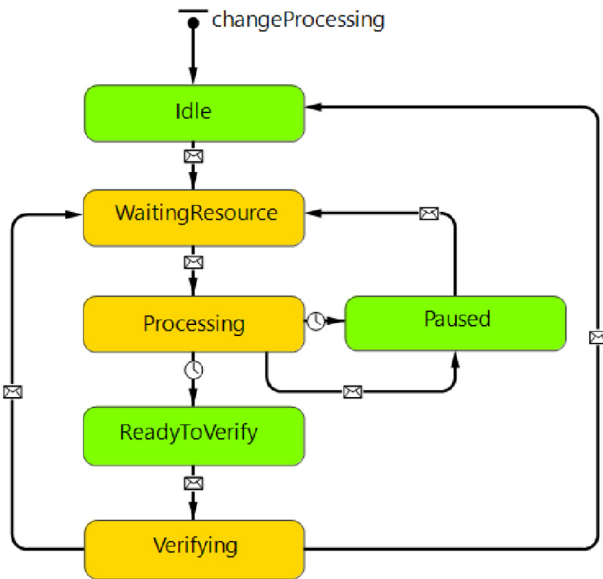 changeProcessing
Idle
WaitingResource
Processing
Paused
ReadyToVerify
Verifying